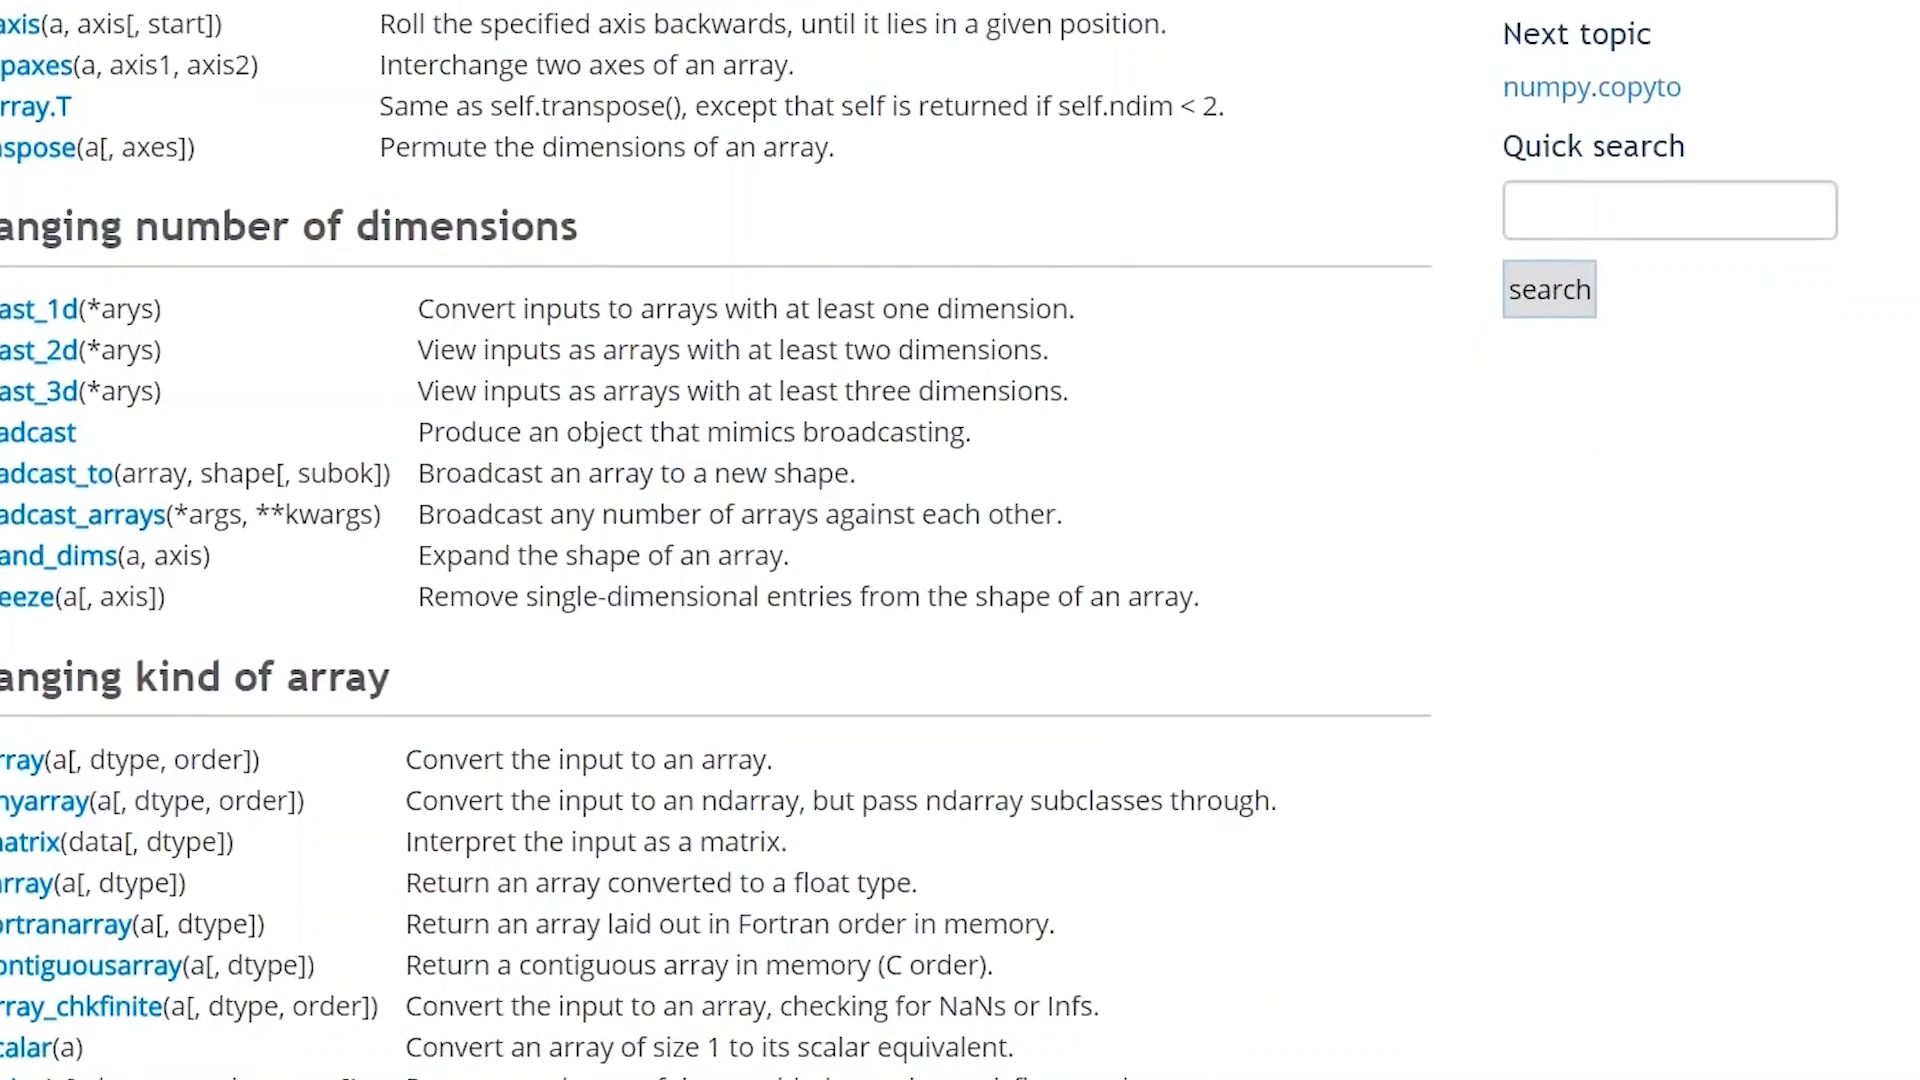 axis(a, axis[, start]) Roll the specified axis backwards, until it lies in a given position.
paxes(a, axis1, axis2) Interchange two axes of an array.
rray.T Same as self.transpose(), except that self is returned if self.ndim < 2.
nspose(a[, axes]) Permute the dimensions of an array.
anging number of dimensions
ast_1d(*arys) Convert inputs to arrays with at least one dimension.
ast_2d(*arys) View inputs as arrays with at least two dimensions.
ast_3d(*arys) View inputs as arrays with at least three dimensions.
adcast Produce an object that mimics broadcasting.
adcast_to(array, shape[, subok]) Broadcast an array to a new shape.
adcast_arrays(*args, **kwargs) Broadcast any number of arrays against each other.
and_dims(a, axis) Expand the shape of an array.
eeze(a[, axis]) Remove single-dimensional entries from the shape of an array.
anging kind of array
rray(a[, dtype, order]) Convert the input to an array.
nyarray(a[, dtype, order]) Convert the input to an ndarray, but pass ndarray subclasses through.
matrix(data[, dtype]) Interpret the input as a matrix.
rray(a[, dtype]) Return an array converted to a float type.
ortranarray(a[, dtype]) Return an array laid out in Fortran order in memory.
ontiguousarray(a[, dtype]) Return a contiguous array in memory (C order).
rray_chkfinite(a[, dtype, order]) Convert the input to an array, checking for NaNs or Infs.
calar(a) Convert an array of size 1 to its scalar equivalent.
Next topic
numpy.copyto
Quick search
search